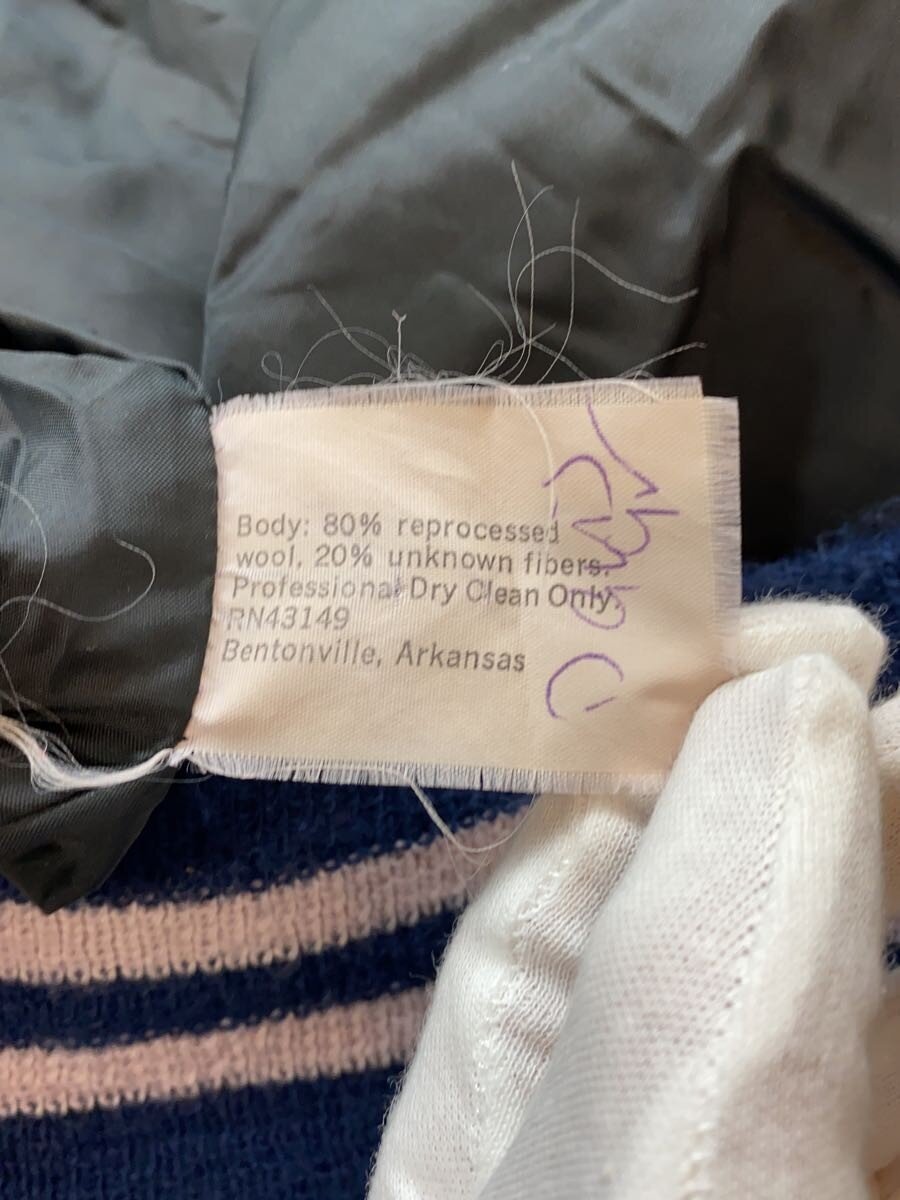 Body: 80% reprocessed
wool, 20% unknown fibers.
Professional Dry Clean Only.
RN43149
Bentonville, Arkansas